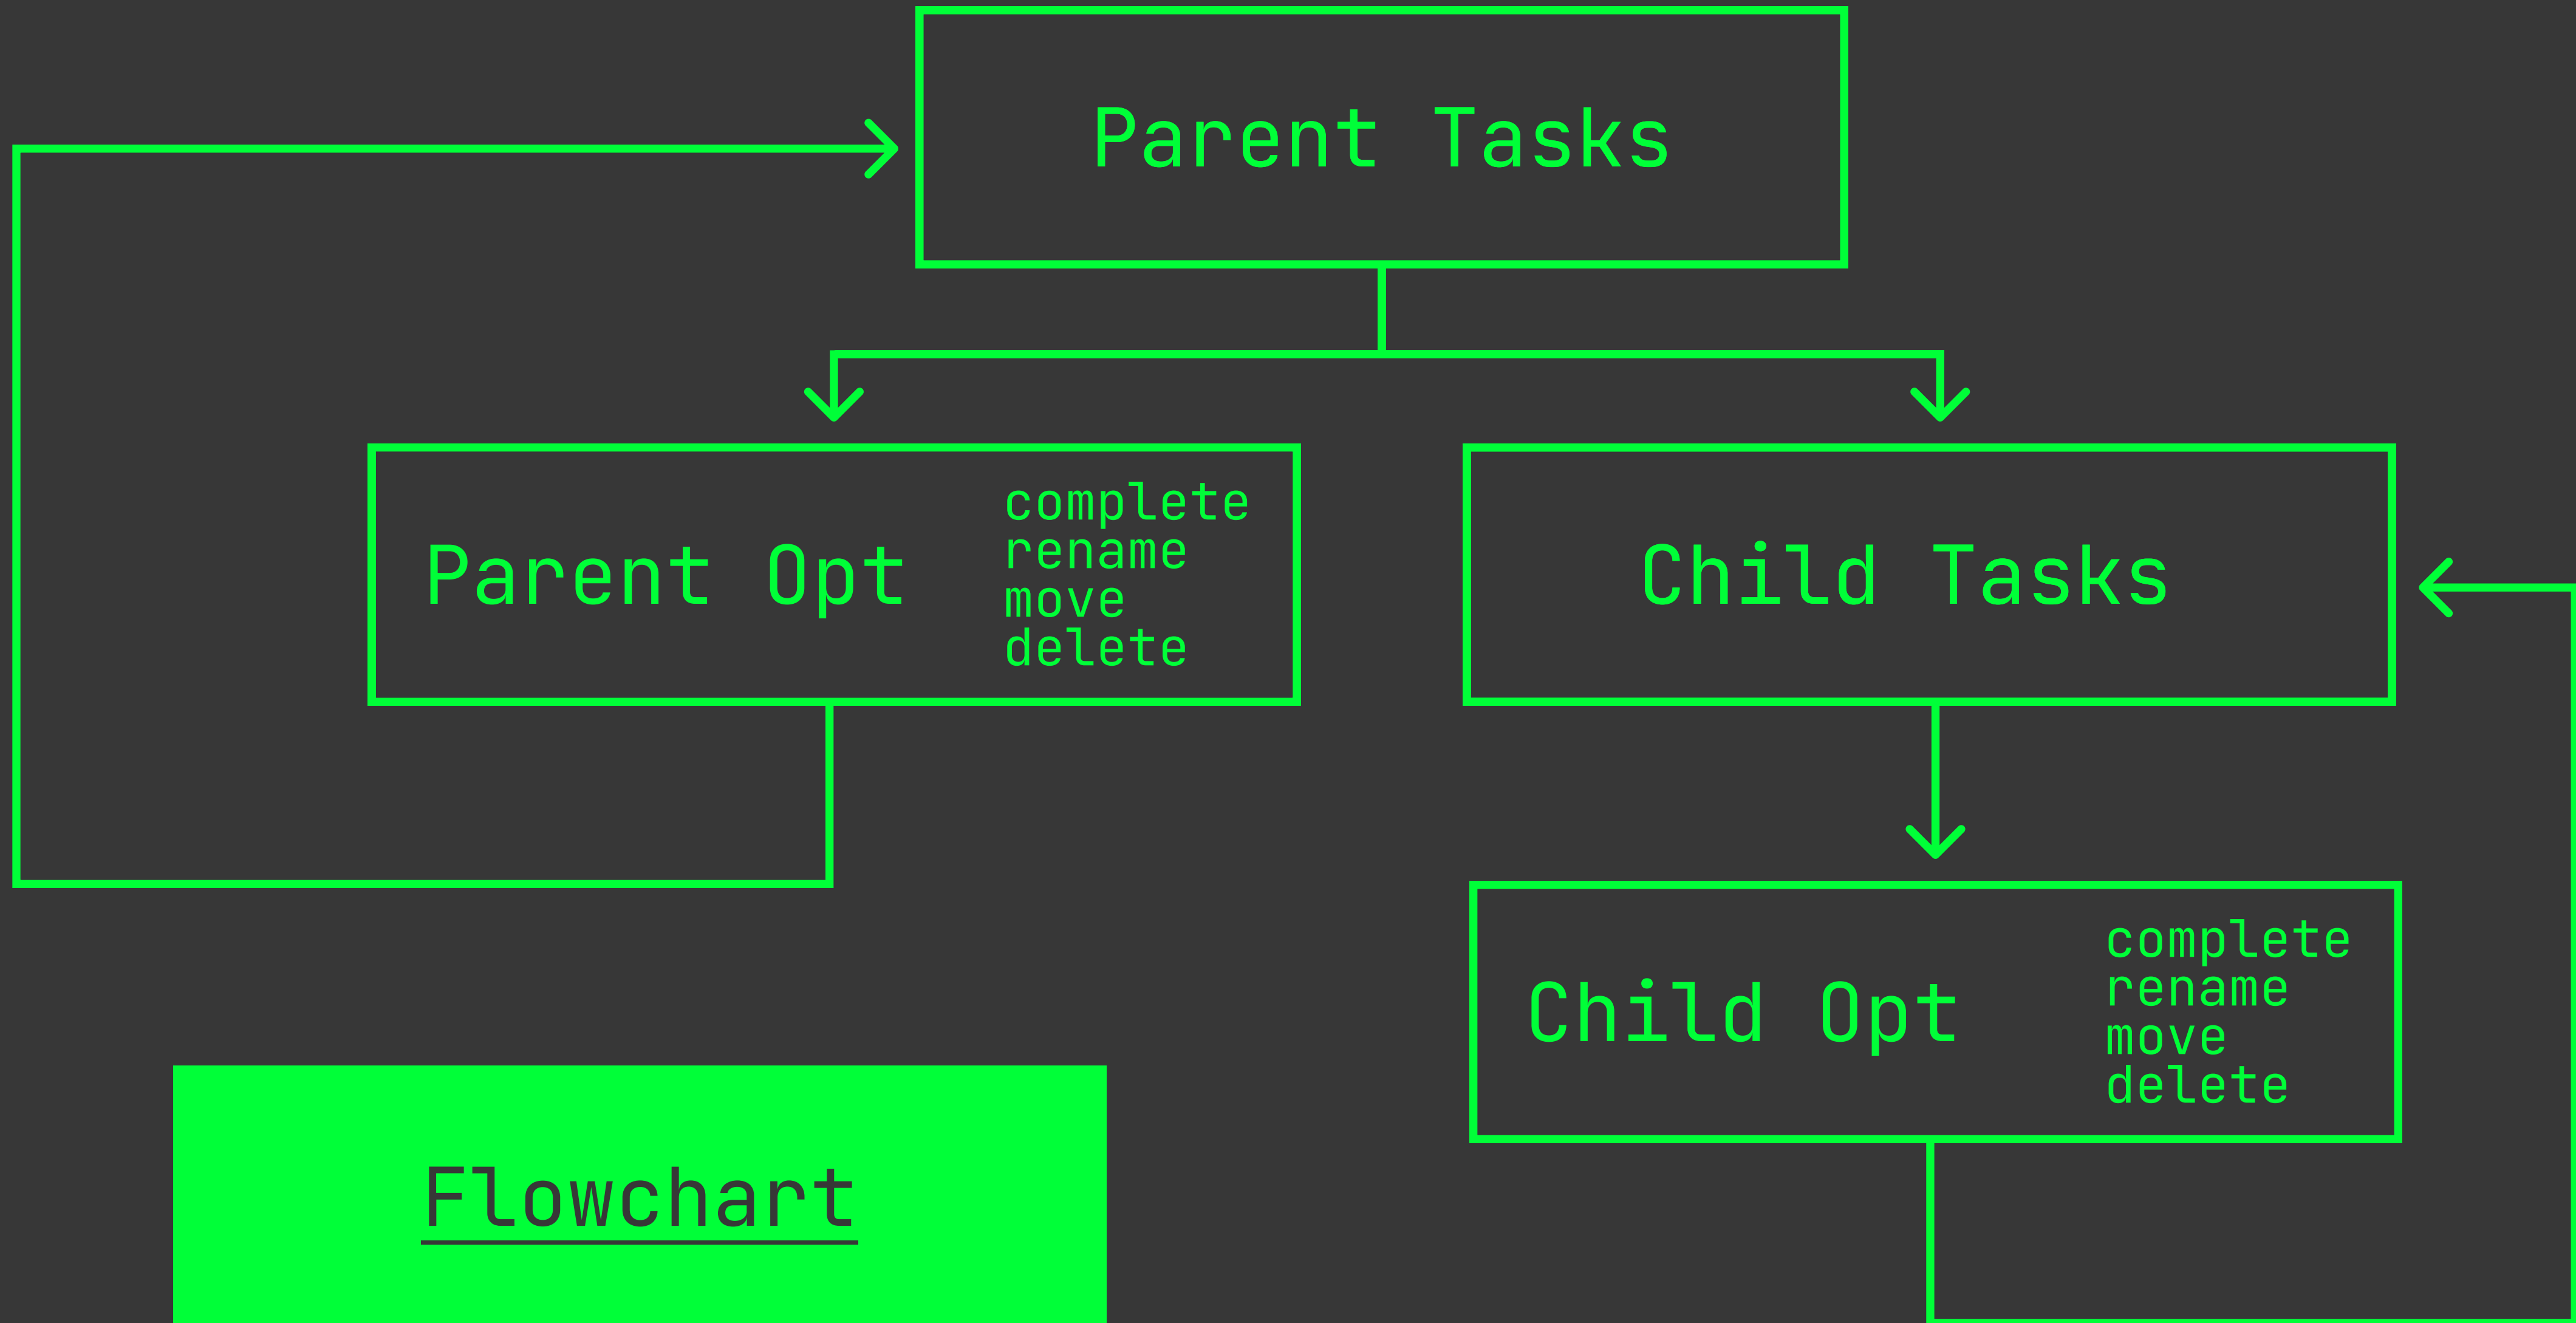 Parent Tasks
Parent Opt
complete
rename
move
delete
Child Tasks
Child Opt
complete
rename
move
delete
Flowchart